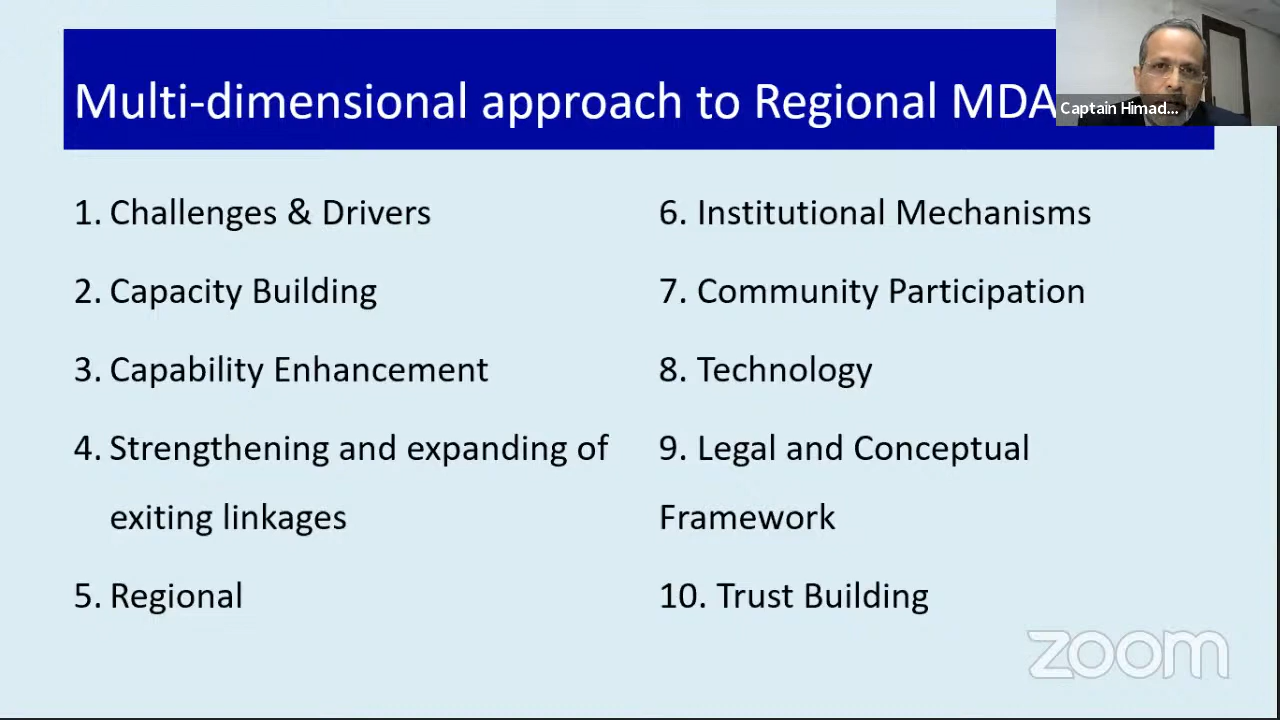 Multi-dimensional approach to Regional MDA
Captain Himad...
1. Challenges & Drivers
2. Capacity Building
3. Capability Enhancement
4. Strengthening and expanding of
exiting linkages
5. Regional
6. Institutional Mechanisms
7. Community Participation
8. Technology
9. Legal and Conceptual
Framework
10. Trust Building
zoom